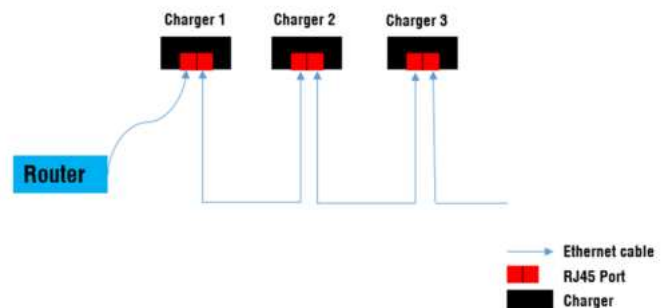 Charger 1
Charger 2
Charger 3
Router
Ethernet cable
RJ45 Port
Charger